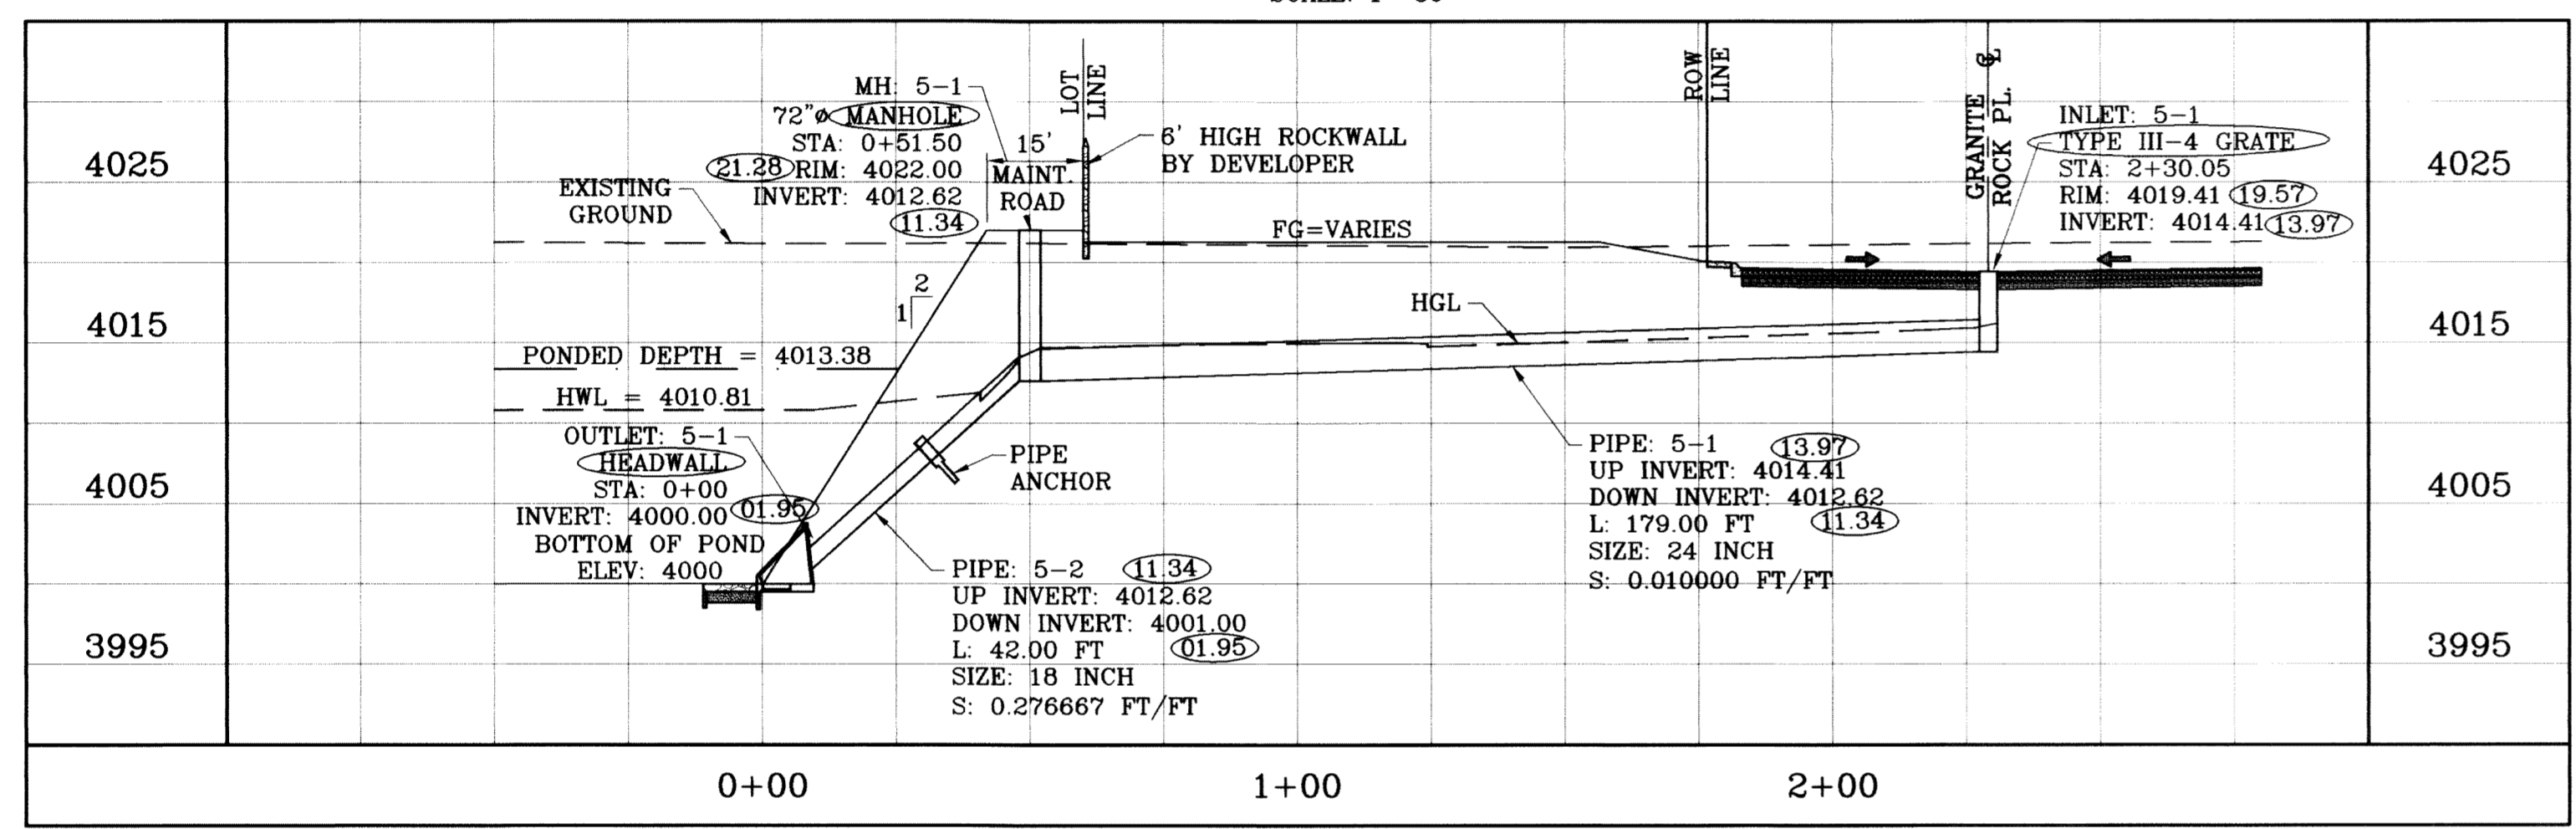 MH: 5-1
72"ø MANHOLE
STA: 0+51.50
21.28 RIM: 4022.00
INVERT: 4012.62
11.34
15'
MAINT.
ROAD
LOT
LINE
6' HIGH ROCKWALL
BY DEVELOPER
ROW
LINE
GRANITE
ROCK PL. ℄
INLET: 5-1
TYPE III-4 GRATE
STA: 2+30.05
RIM: 4019.41 19.57
INVERT: 4014.41 13.97
4025
4015
4005
3995
4025
4015
4005
3995
EXISTING
GROUND
FG=VARIES
2
1
HGL
PONDED DEPTH = 4013.38
HWL = 4010.81
OUTLET: 5-1
HEADWALL
STA: 0+00
INVERT: 4000.00 01.95
BOTTOM OF POND
ELEV: 4000
PIPE
ANCHOR
PIPE: 5-2 11.34
UP INVERT: 4012.62
DOWN INVERT: 4001.00
L: 42.00 FT 01.95
SIZE: 18 INCH
S: 0.276667 FT/FT
PIPE: 5-1 13.97
UP INVERT: 4014.41
DOWN INVERT: 4012.62
L: 179.00 FT 11.34
SIZE: 24 INCH
S: 0.010000 FT/FT
0+00
1+00
2+00